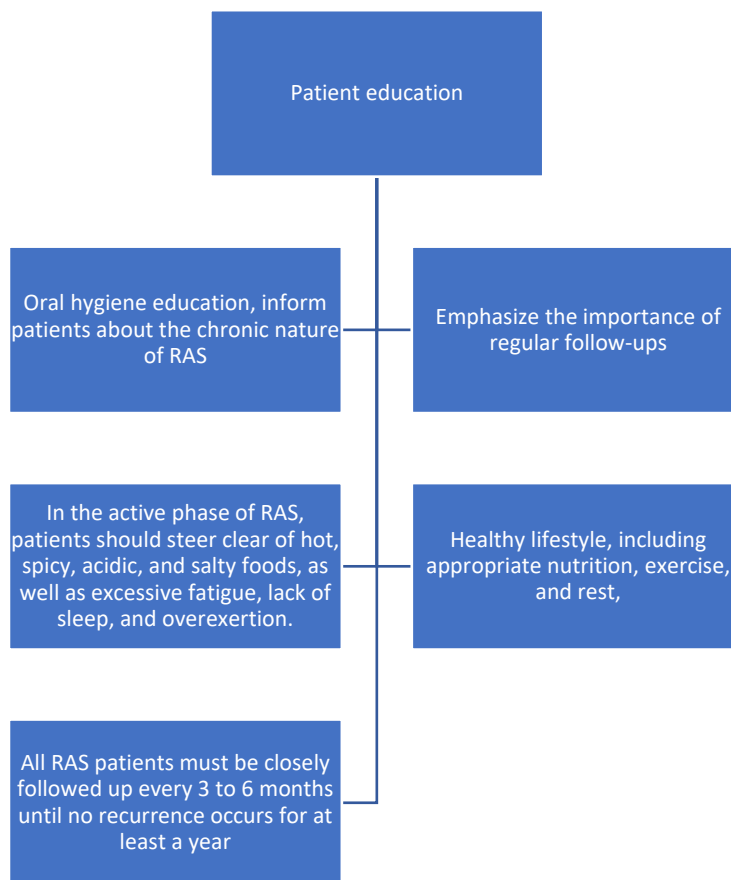 Patient education
Oral hygiene education, inform
patients about the chronic nature
of RAS
Emphasize the importance of
regular follow-ups
In the active phase of RAS,
patients should steer clear of hot,
spicy, acidic, and salty foods, as
well as excessive fatigue, lack of
sleep, and overexertion.
Healthy lifestyle, including
appropriate nutrition, exercise,
and rest,
All RAS patients must be closely
followed up every 3 to 6 months
until no recurrence occurs for at
least a year